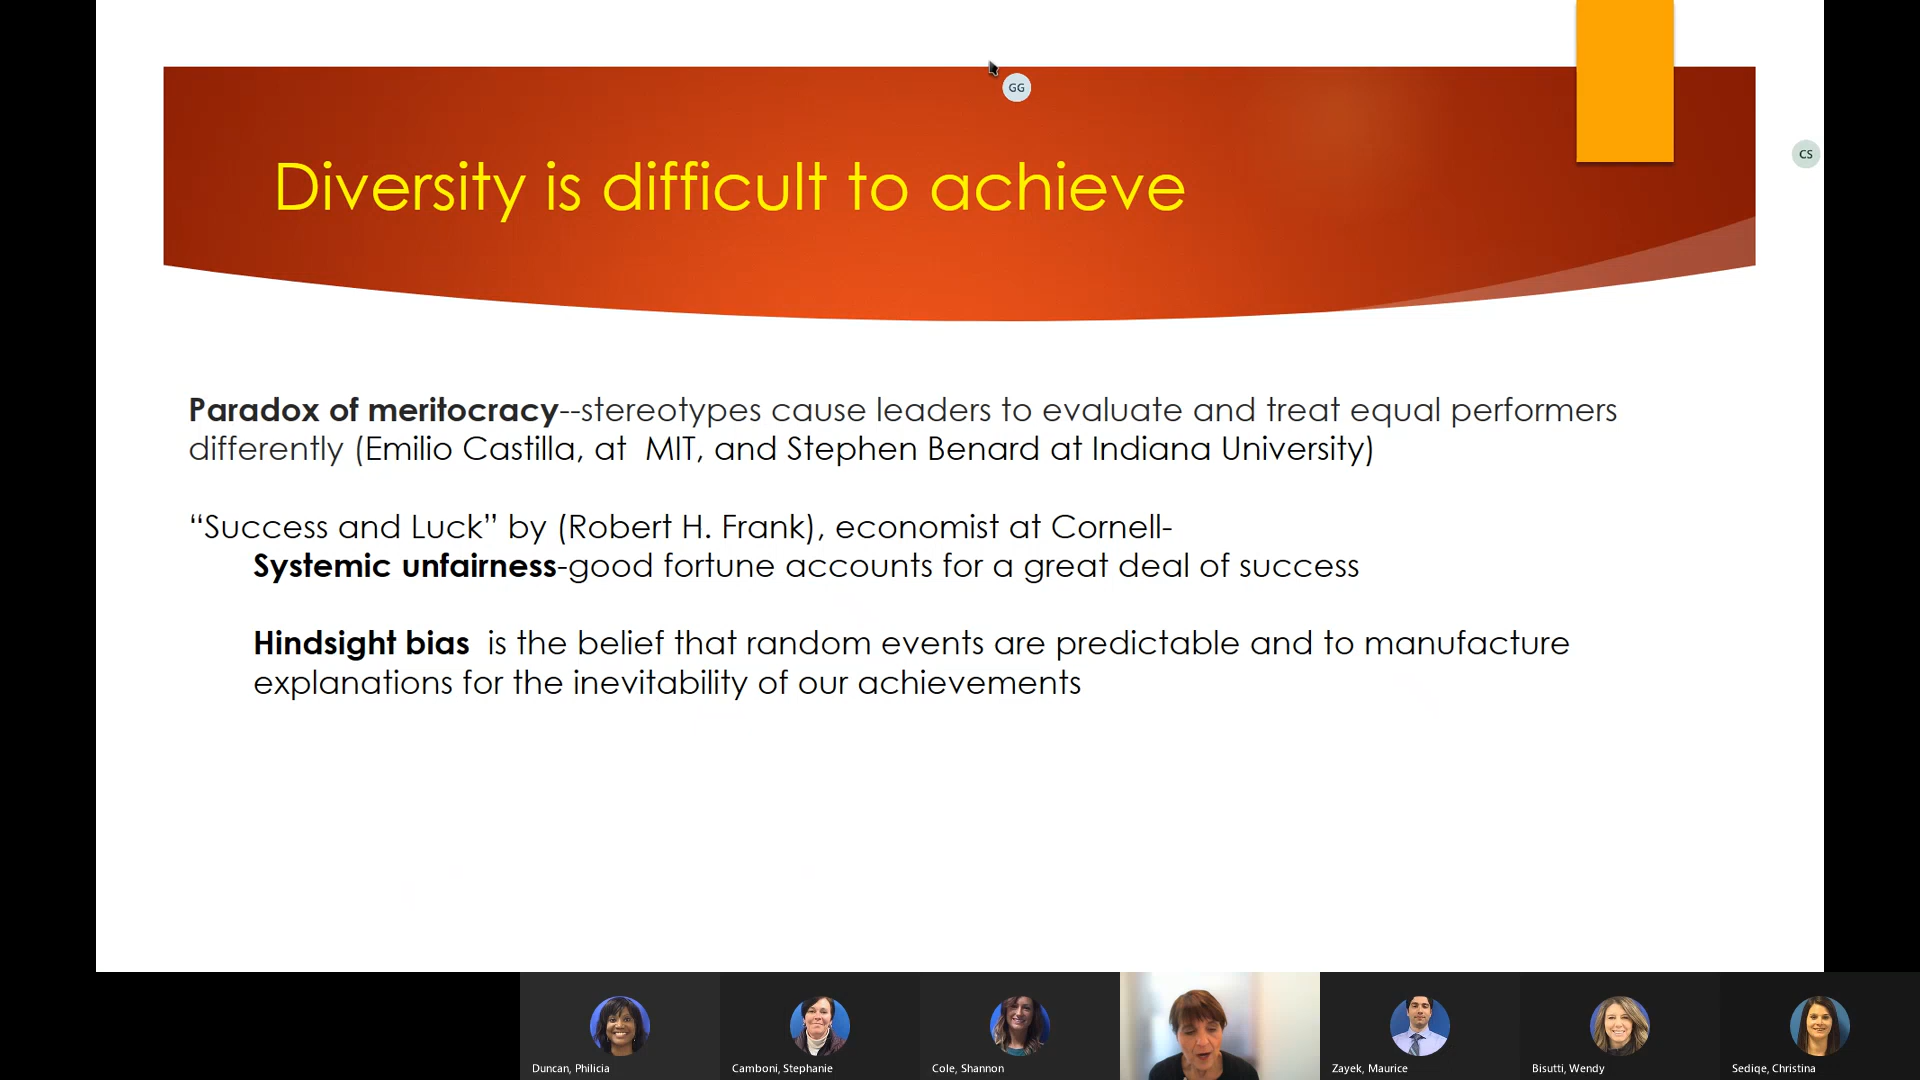 GG
CS
Diversity is difficult to achieve
Paradox of meritocracy--stereotypes cause leaders to evaluate and treat equal performers
differently (Emilio Castilla, at  MIT, and Stephen Benard at Indiana University)
“Success and Luck” by (Robert H. Frank), economist at Cornell-
Systemic unfairness-good fortune accounts for a great deal of success
Hindsight bias  is the belief that random events are predictable and to manufacture
explanations for the inevitability of our achievements
Duncan, Philicia
Camboni, Stephanie
Cole, Shannon
Zayek, Maurice
Bisutti, Wendy
Sediqe, Christina